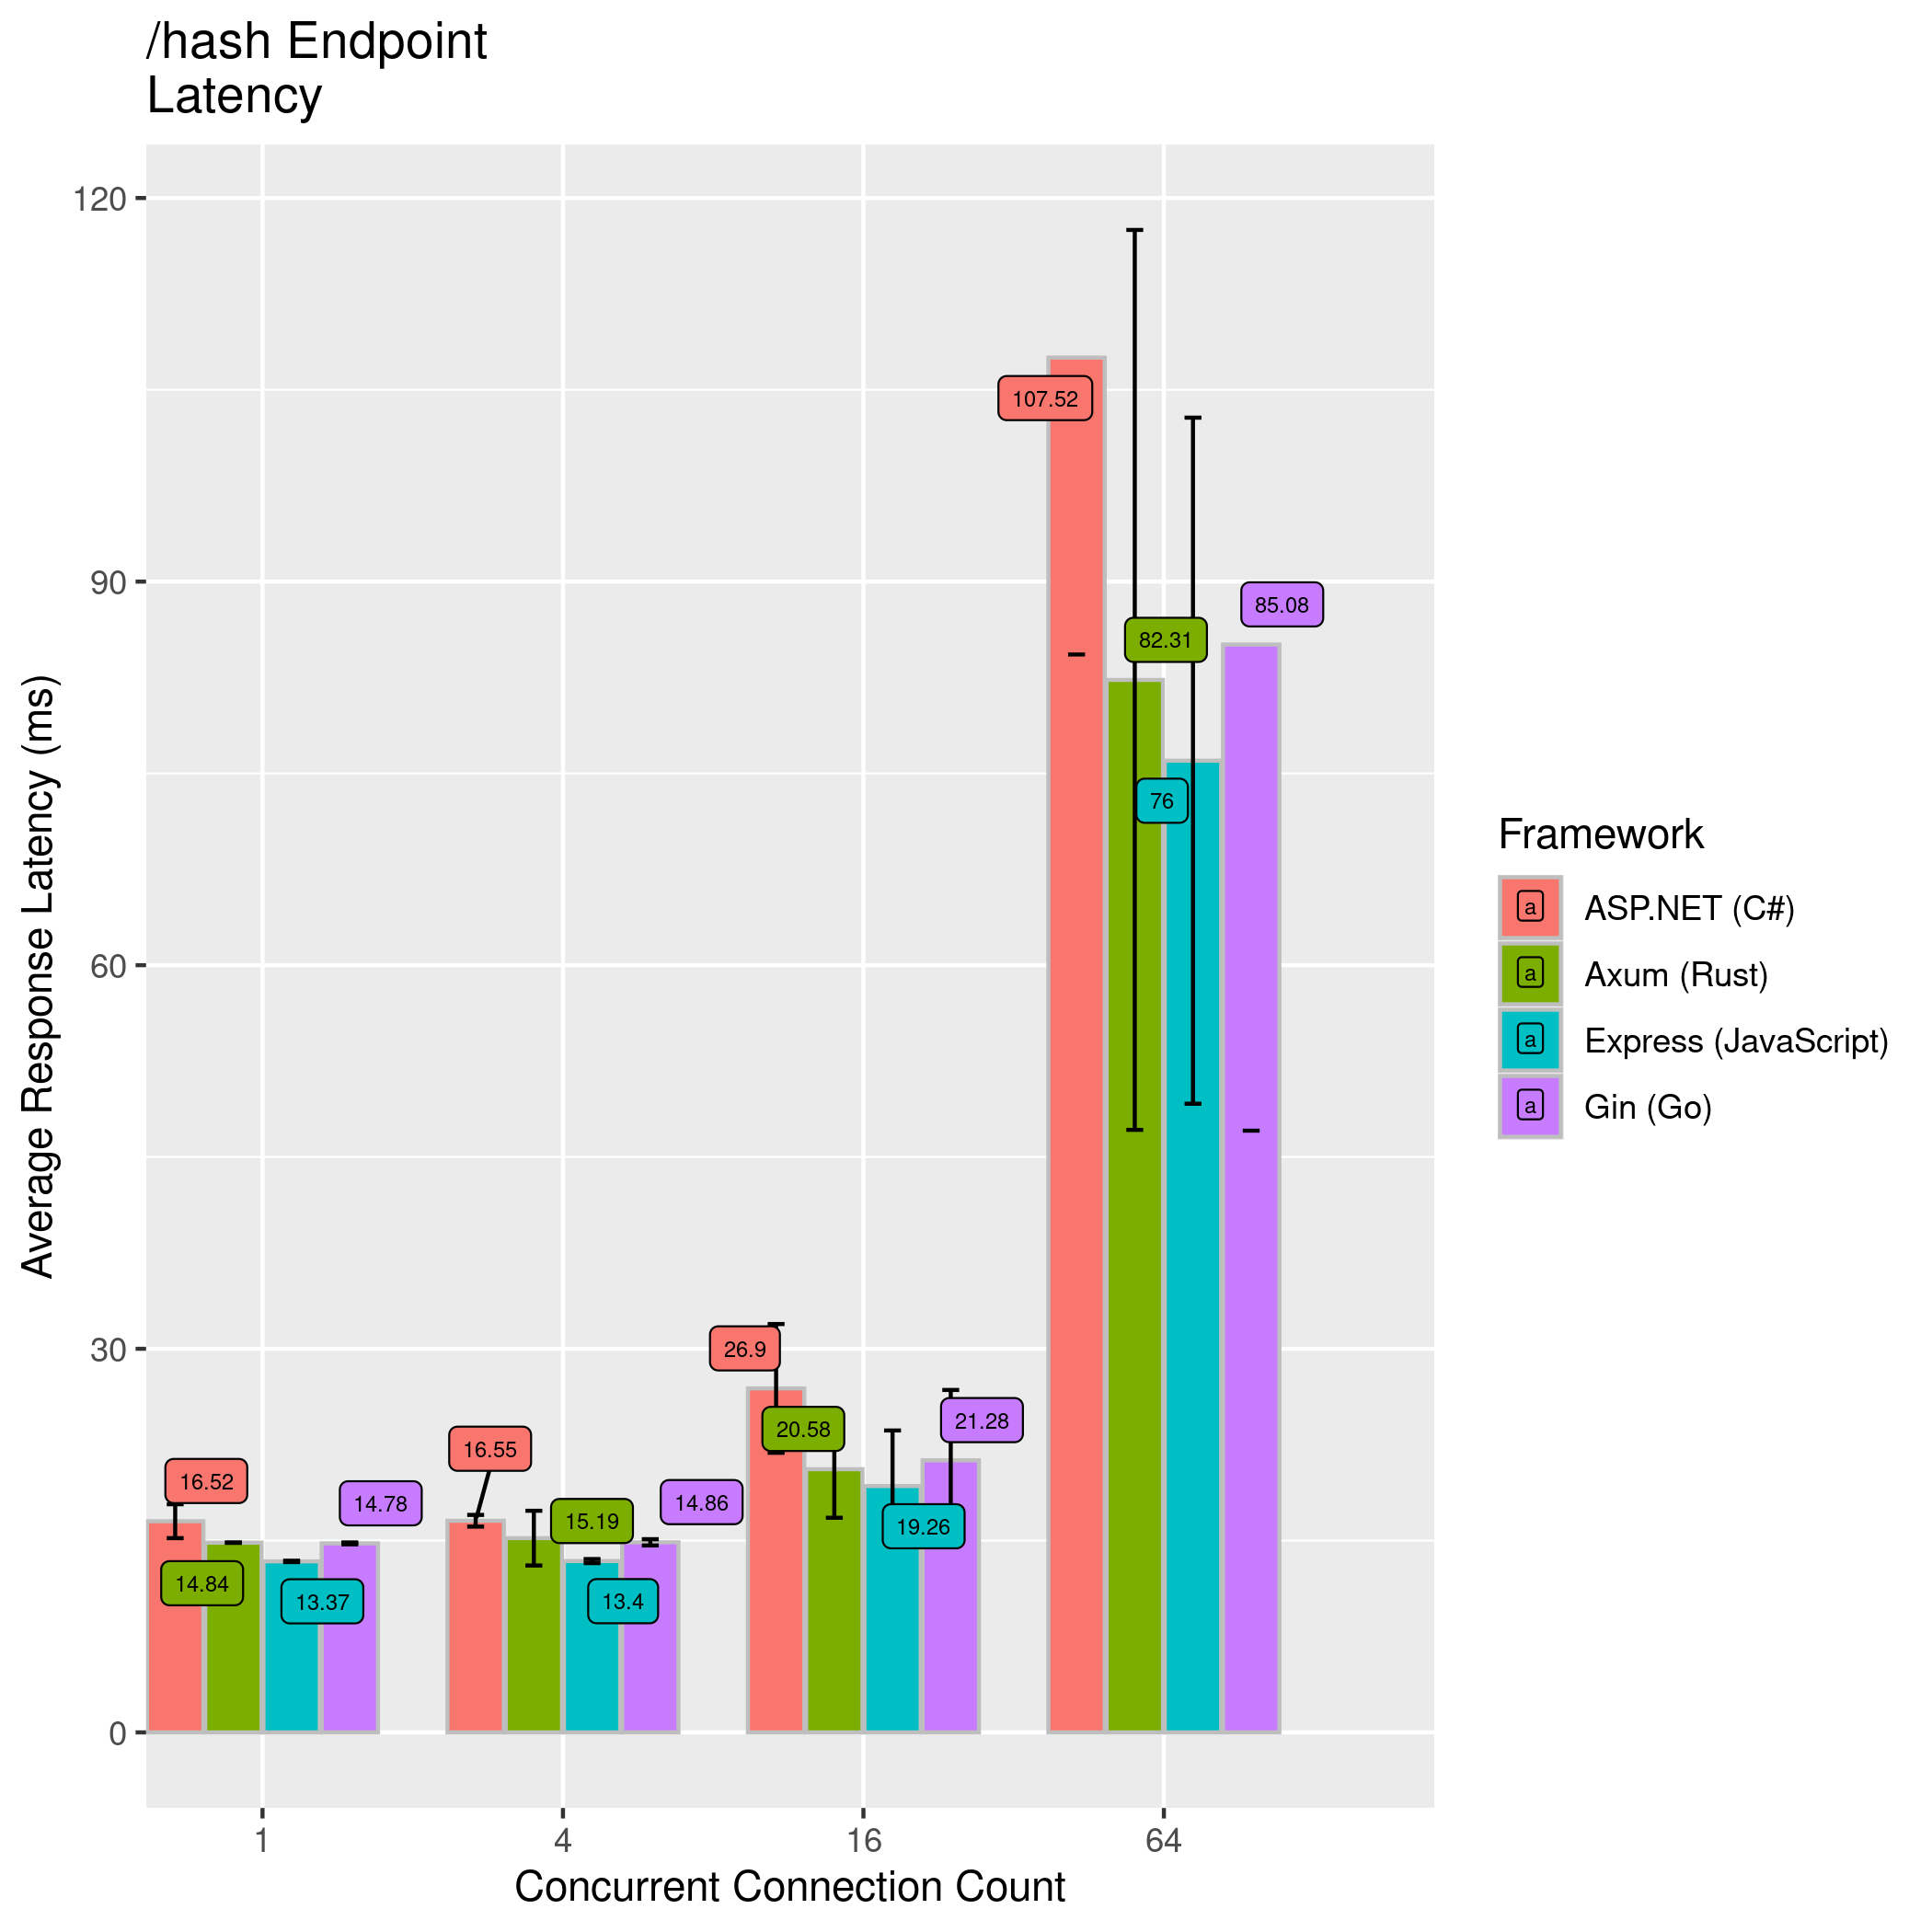 /hash Endpoint
Latency
Average Response Latency (ms)
120
90
60
30
0
107.52
85.08
82.31
76
26.9
20.58
21.28
19.26
16.55
16.52
14.78
14.86
15.19
14.84
13.37
13.4
1
4
16
64
Concurrent Connection Count
Framework
a ASP.NET (C#)
a Axum (Rust)
a Express (JavaScript)
a Gin (Go)